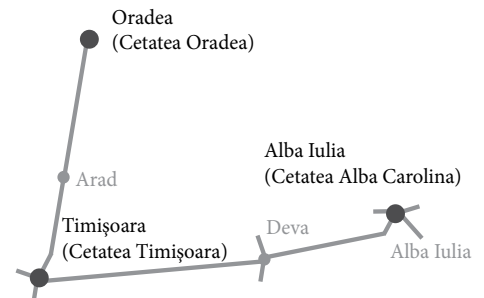 Oradea
(Cetatea Oradea)
Arad
Alba Iulia
(Cetatea Alba Carolina)
Timişoara
(Cetatea Timişoara)
Deva
Alba Iulia